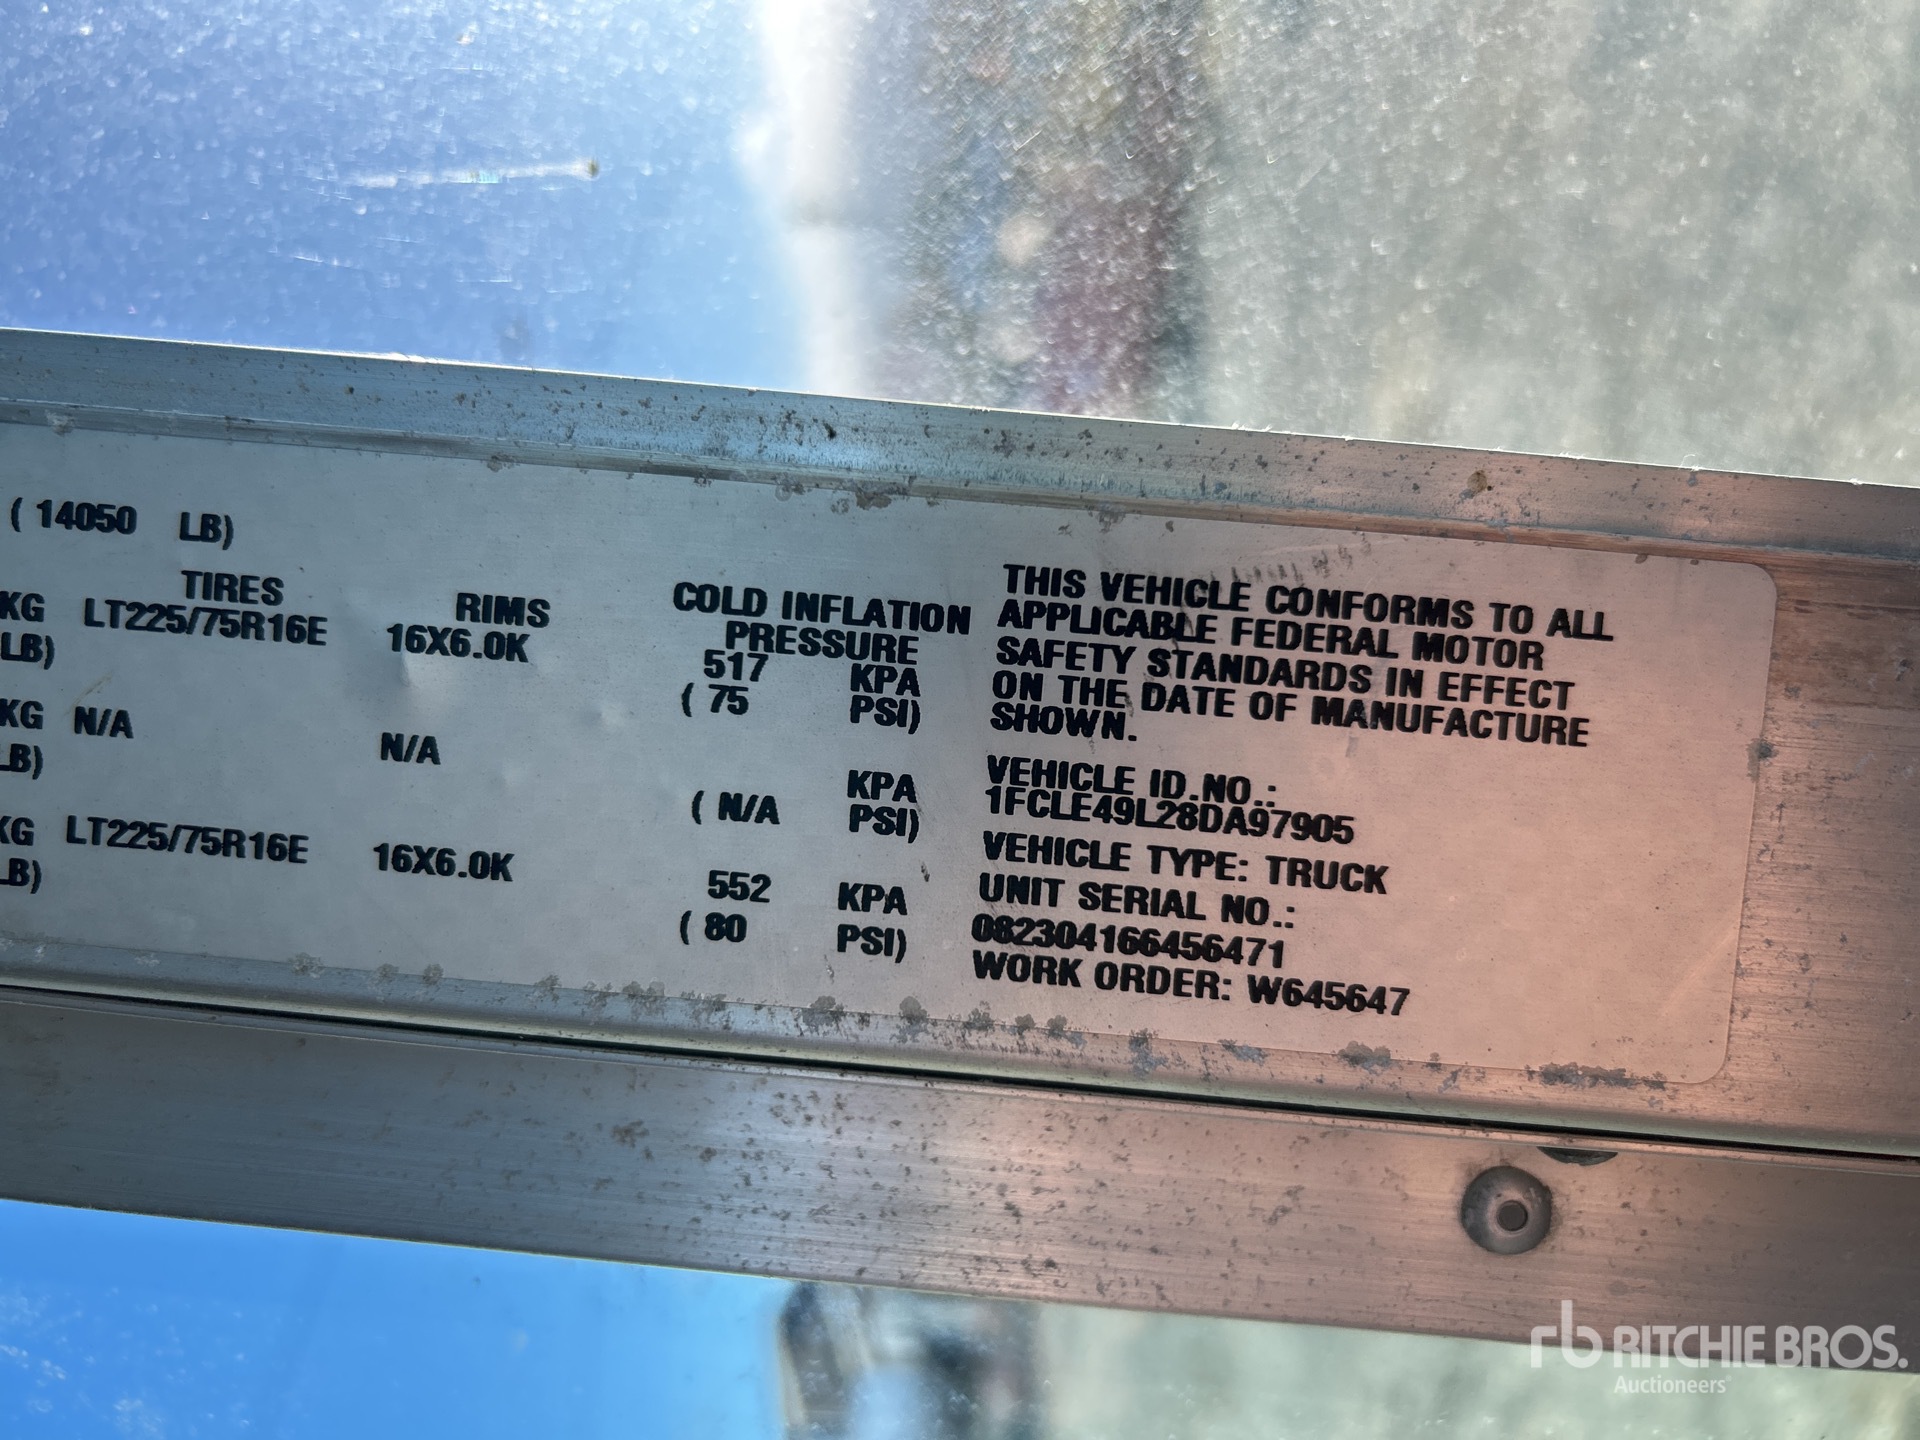 ( 14050 LB)
TIRES RIMS COLD INFLATION PRESSURE
KG LT225/75R16E 16X6.0K 517 KPA
LB) ( 75 PSI)
KG N/A N/A KPA
LB) ( N/A PSI)
KG LT225/75R16E 16X6.0K 552 KPA
LB) ( 80 PSI)
THIS VEHICLE CONFORMS TO ALL
APPLICABLE FEDERAL MOTOR
SAFETY STANDARDS IN EFFECT
ON THE DATE OF MANUFACTURE
SHOWN.
VEHICLE ID.NO.:
1FCLE49L28DA97905
VEHICLE TYPE: TRUCK
UNIT SERIAL NO.:
082304166456471
WORK ORDER: W645647
rb RITCHIE BROS.
Auctioneers